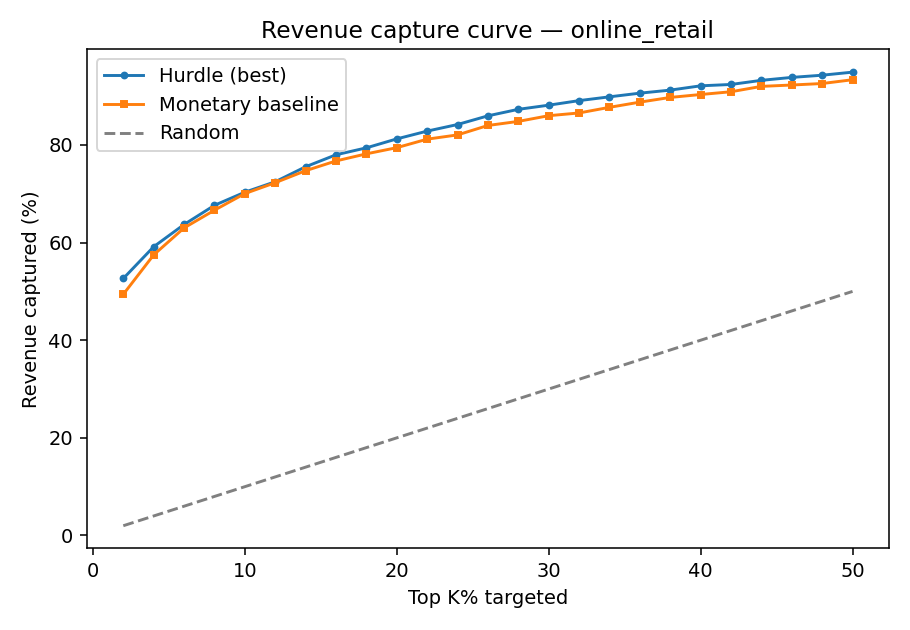 Revenue capture curve — online_retail
Hurdle (best)
Monetary baseline
Random
Revenue captured (%)
80
60
40
20
0
0 10 20 30 40 50
Top K% targeted